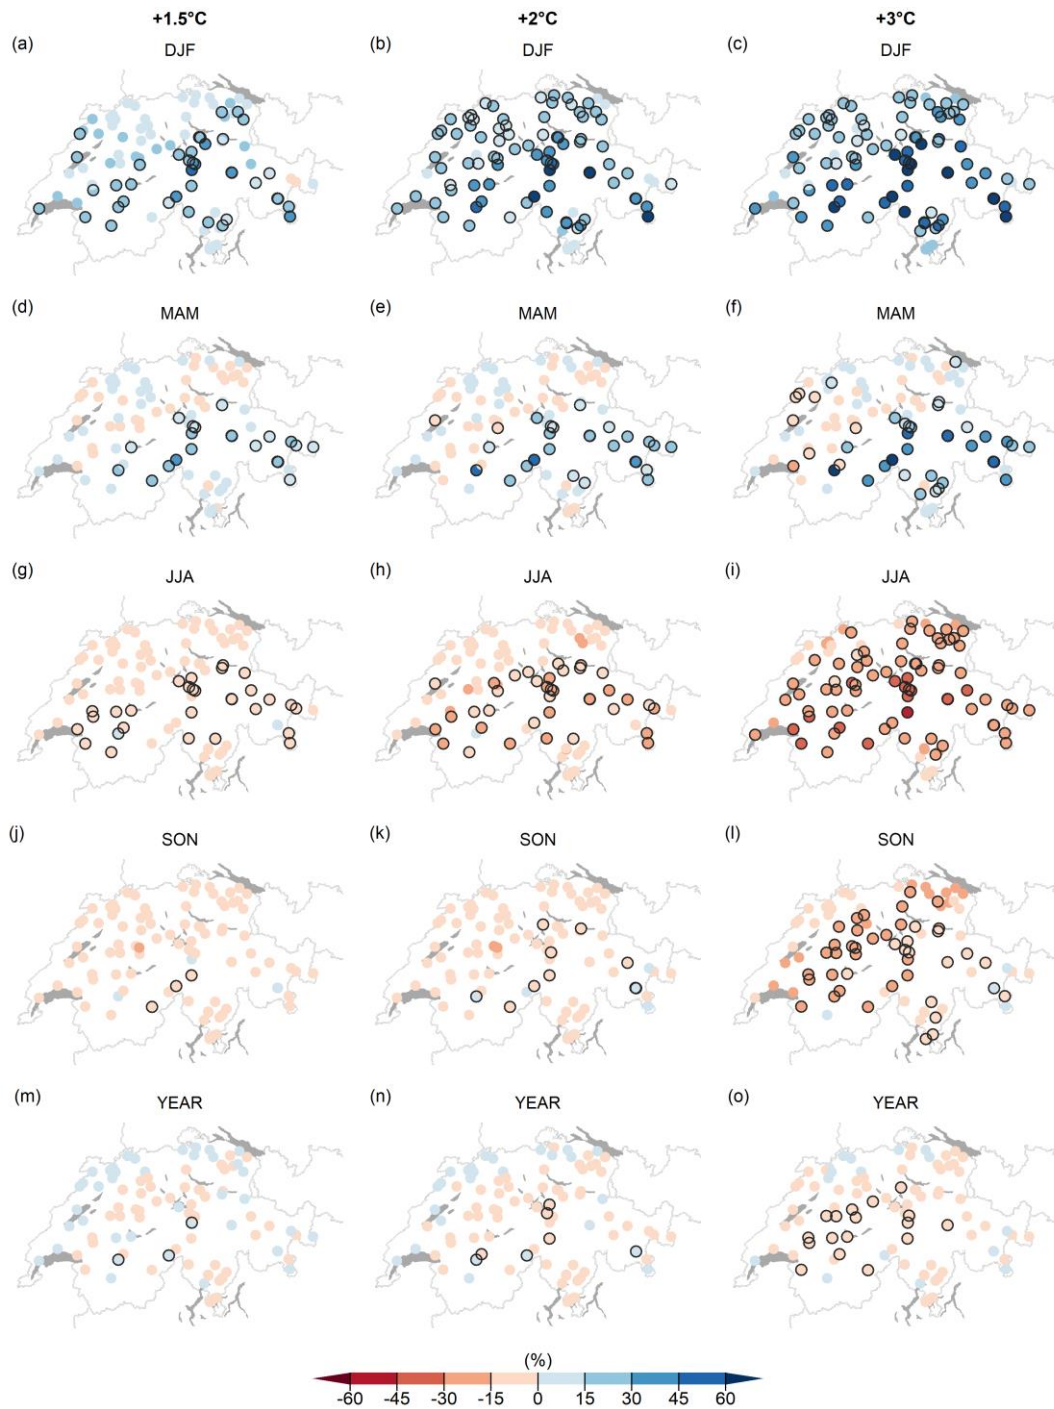 +1.5°C +2°C +3°C
(a) (b) (c)
DJF DJF DJF
(d) (e) (f)
MAM MAM MAM
(g) (h) (i)
JJA JJA JJA
(j) (k) (l)
SON SON SON
(m) (n) (o)
YEAR YEAR YEAR
(%)
-60 -45 -30 -15 0 15 30 45 60